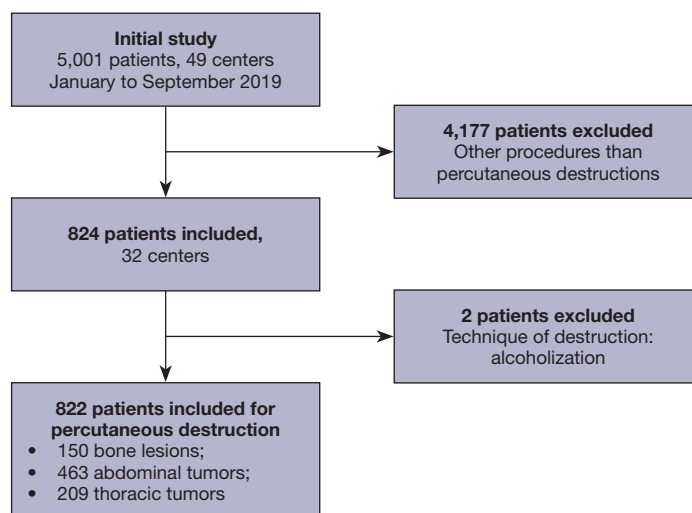 Initial study
5,001 patients, 49 centers
January to September 2019
4,177 patients excluded
Other procedures than
percutaneous destructions
824 patients included,
32 centers
2 patients excluded
Technique of destruction:
alcoholization
822 patients included for
percutaneous destruction
• 150 bone lesions;
• 463 abdominal tumors;
• 209 thoracic tumors